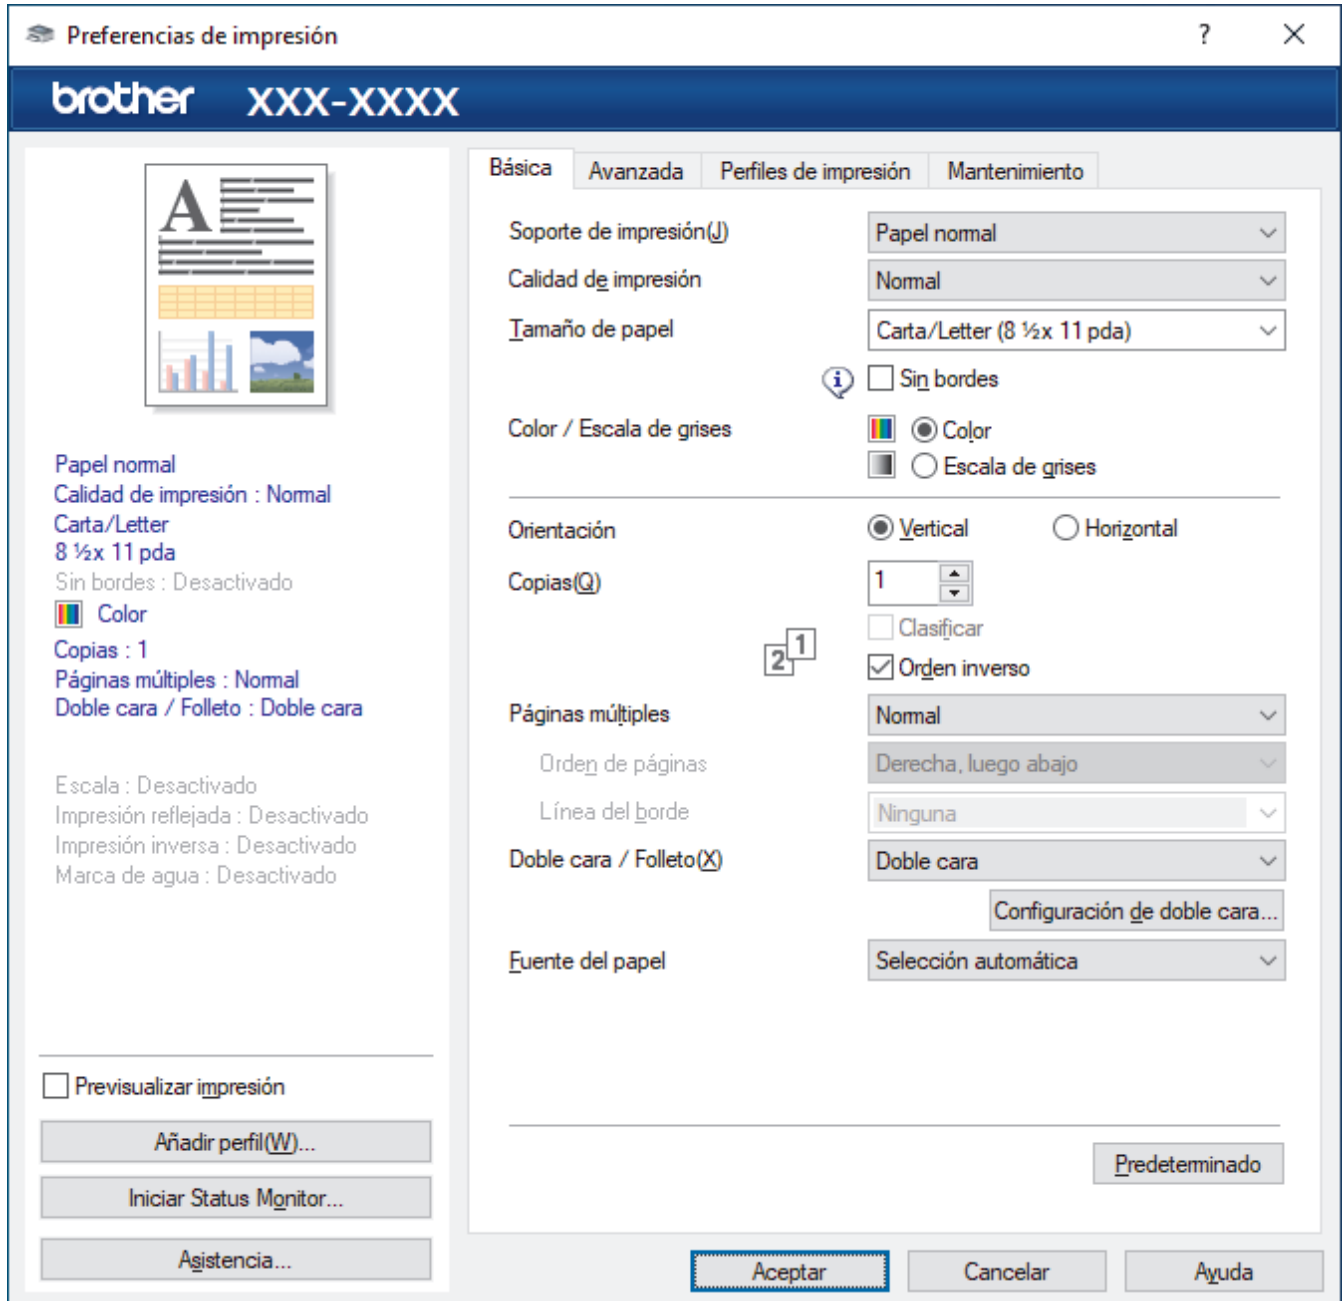 Preferencias de impresión
?
brother XXX-XXXX
A
Papel normal
Calidad de impresión : Normal
Carta/Letter
8 ½x 11 pda
Sin bordes : Desactivado
Color
Copias : 1
Páginas múltiples : Normal
Doble cara / Folleto : Doble cara
Escala : Desactivado
Impresión reflejada : Desactivado
Impresión inversa : Desactivado
Marca de agua : Desactivado
Previsualizar impresión
Añadir perfil(W)...
Iniciar Status Monitor...
Asistencia...
Básica Avanzada Perfiles de impresión Mantenimiento
Soporte de impresión(J) Papel normal
Calidad de impresión Normal
Tamaño de papel Carta/Letter (8 ½x 11 pda)
Sin bordes
Color / Escala de grises Color
Escala de grises
Orientación Vertical Horizontal
Copias(Q) 1
Clasificar
2 1
Orden inverso
Páginas múltiples Normal
Orden de páginas Derecha, luego abajo
Línea del borde Ninguna
Doble cara / Folleto(X) Doble cara
Configuración de doble cara...
Fuente del papel Selección automática
Predeterminado
Aceptar Cancelar Ayuda